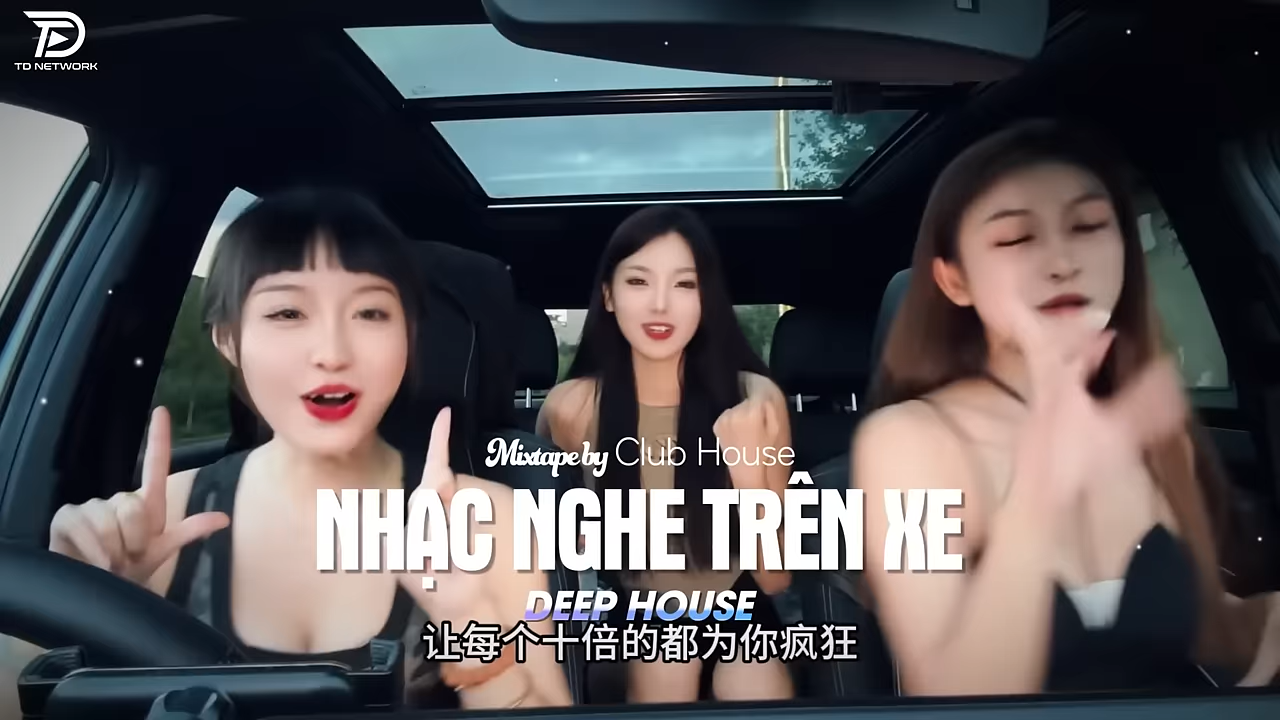 TD NETWORK
Mixtape by Club House
NHẠC NGHE TRÊN XE
DEEP HOUSE
让每个十倍的都为你疯狂